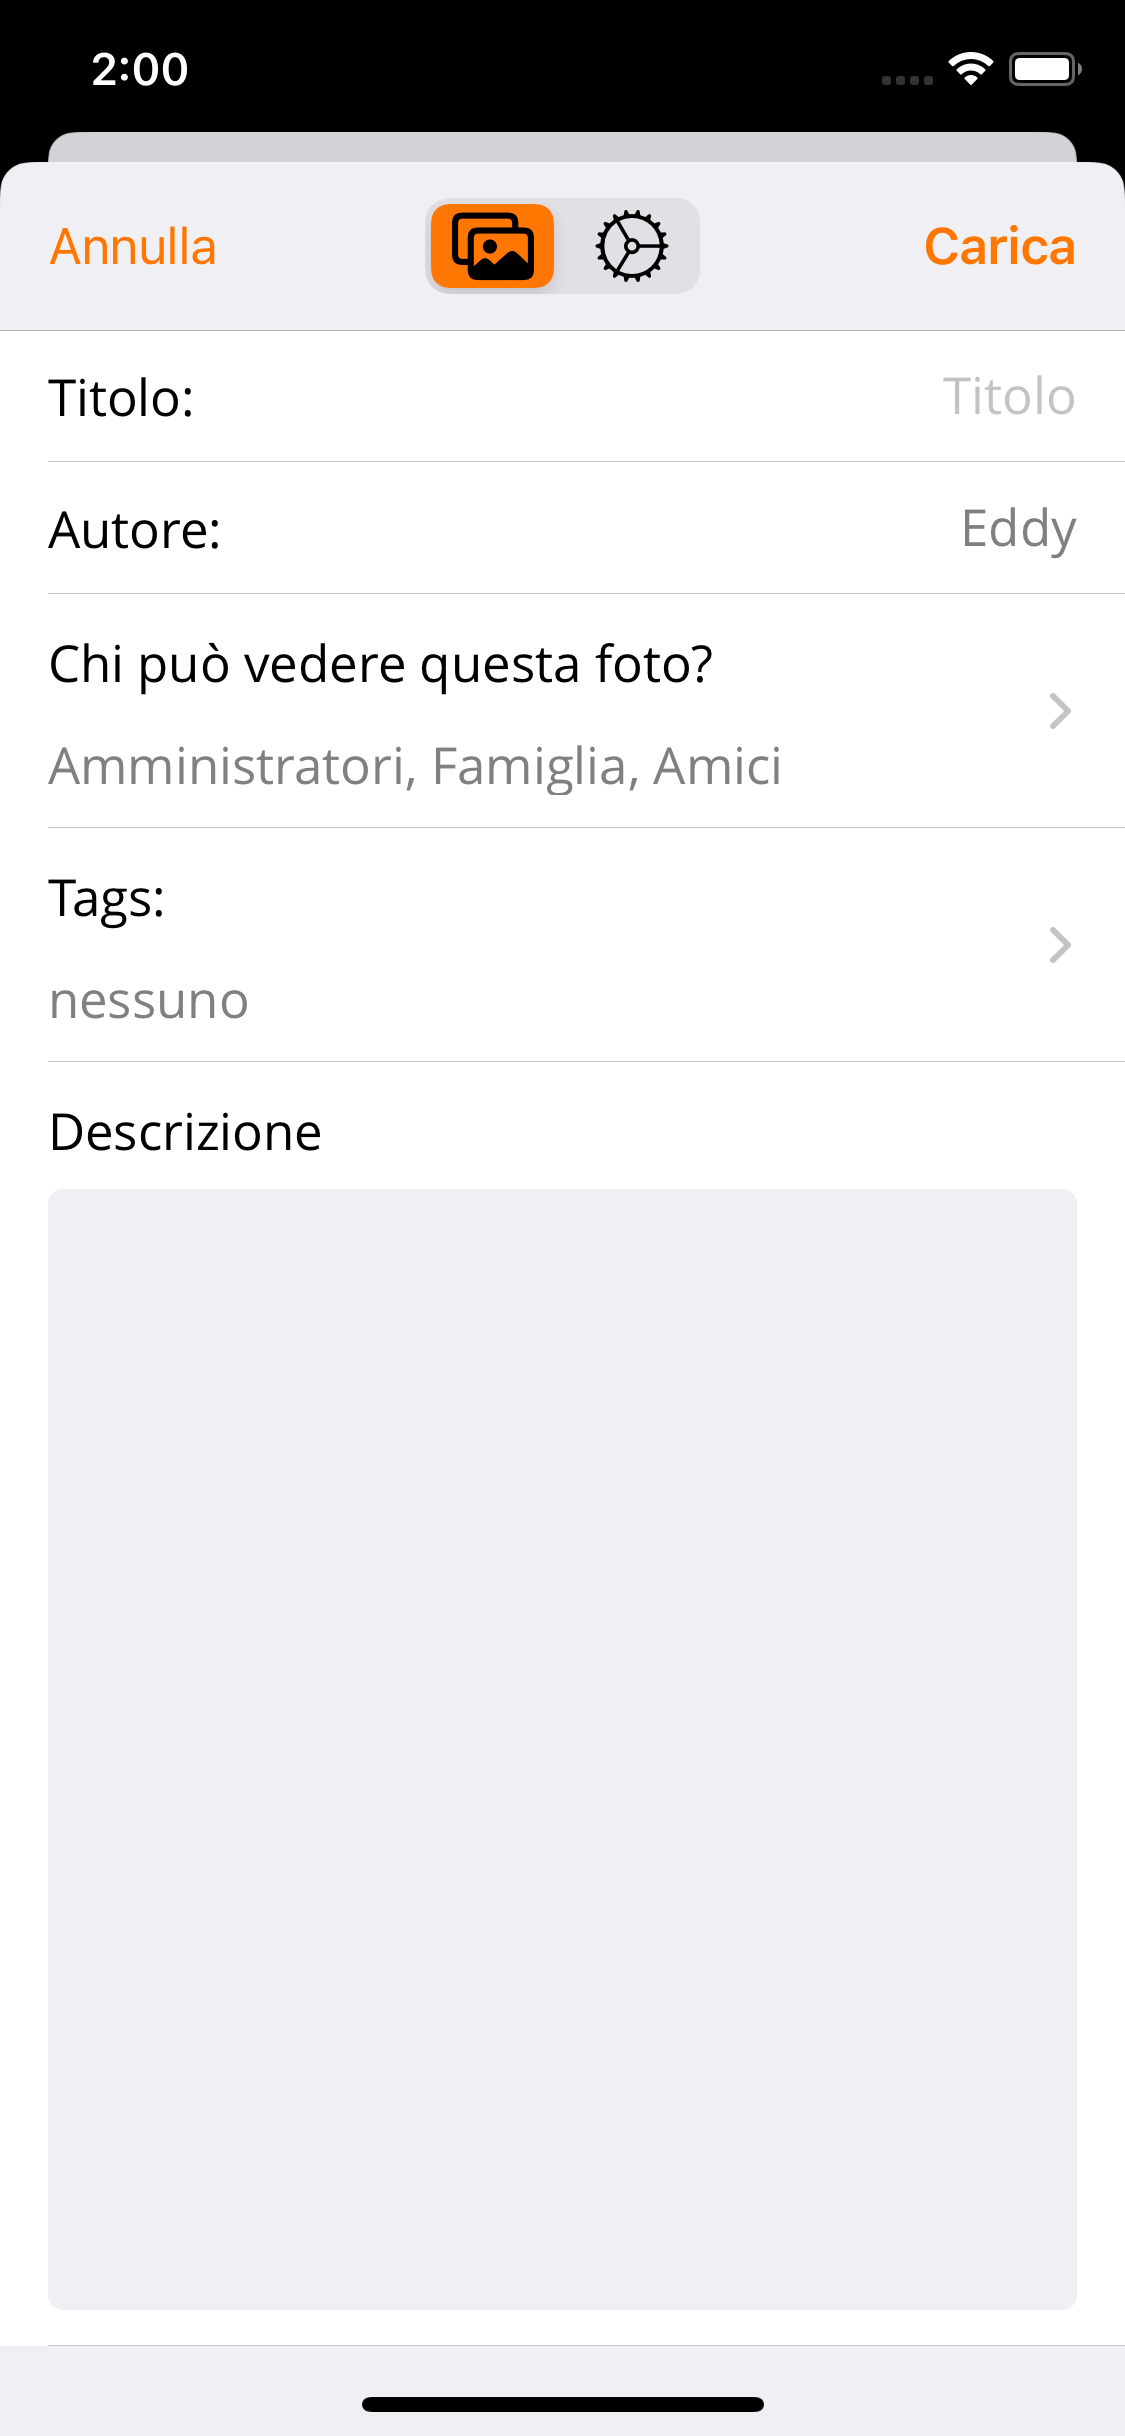 2:00
Annulla
Carica
Titolo:
Titolo
Autore:
Eddy
Chi può vedere questa foto?
Amministratori, Famiglia, Amici
Tags:
nessuno
Descrizione